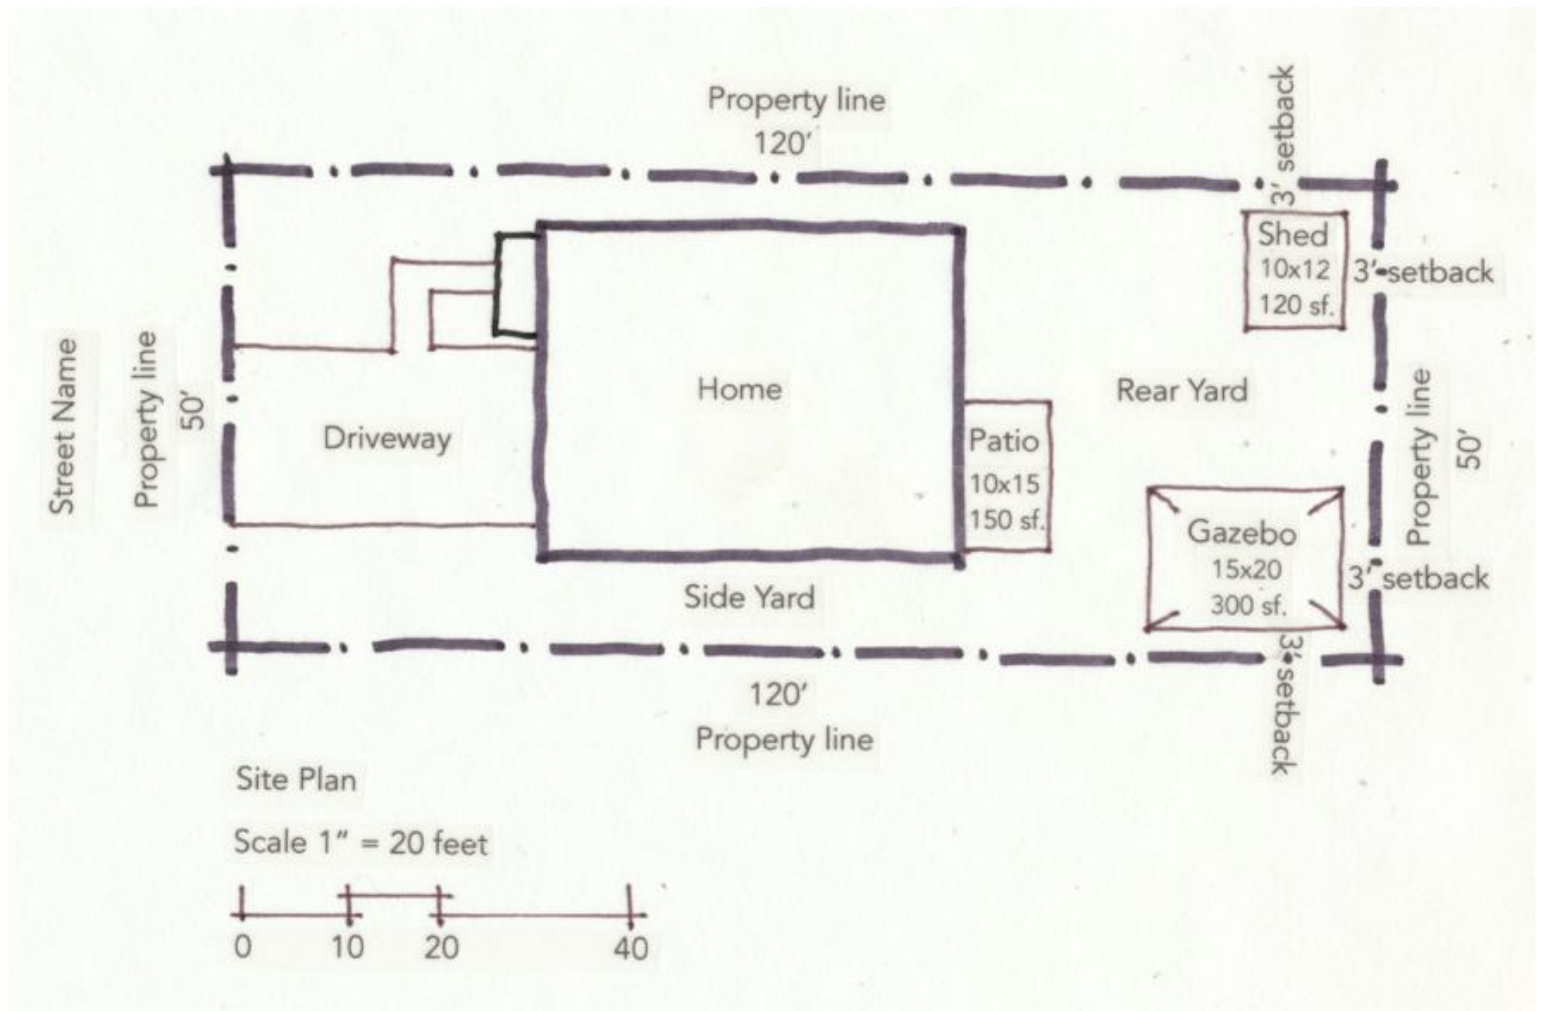 Property line
120'
3' setback
Shed
10x12
120 sf.
3' setback
Street Name
Property line
50'
Driveway
Home
Patio
10x15
150 sf.
Rear Yard
Gazebo
15x20
300 sf.
3' setback
3' setback
Property line
50'
Side Yard
120'
Property line
Site Plan
Scale 1" = 20 feet
0 10 20 40